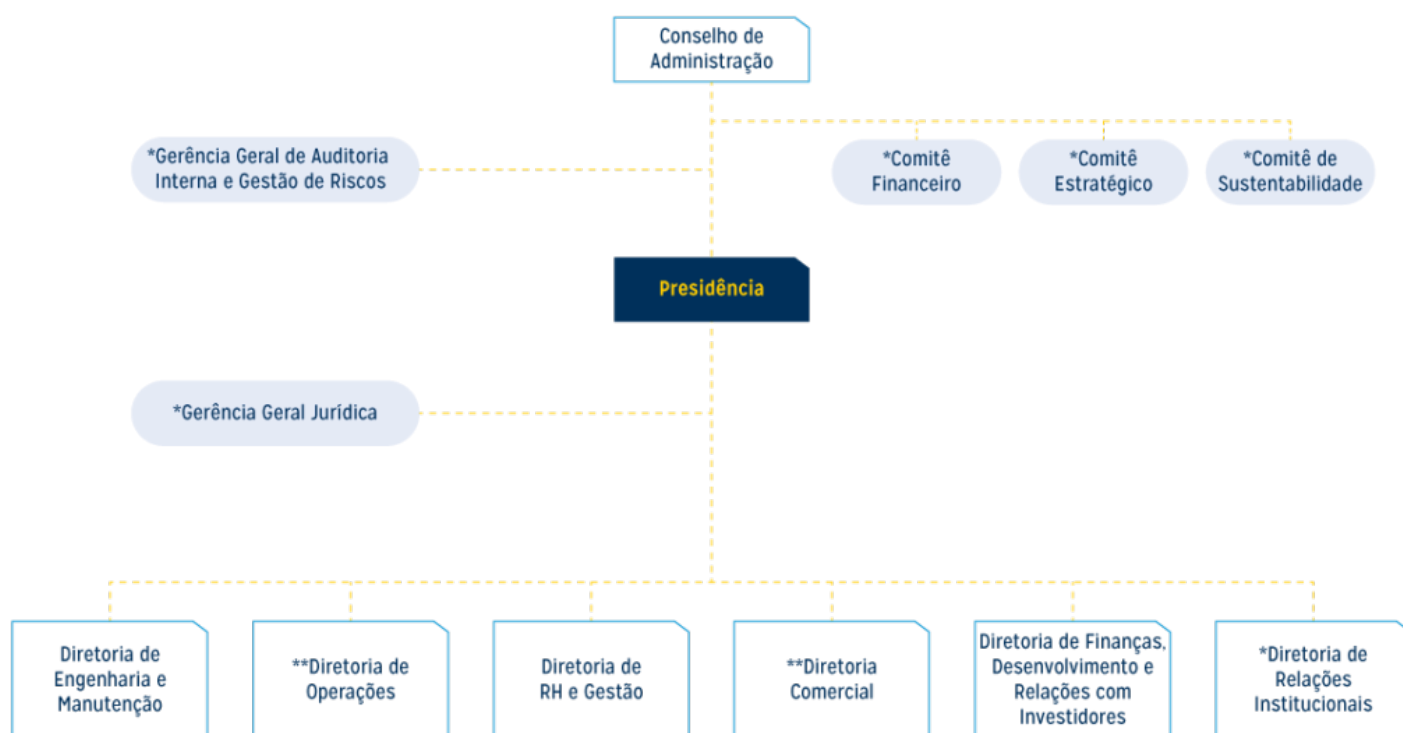 Conselho de
Administração
*Gerência Geral de Auditoria
Interna e Gestão de Riscos
*Comitê
Financeiro
*Comitê
Estratégico
*Comitê de
Sustentabilidade
Presidência
*Gerência Geral Jurídica
Diretoria de
Engenharia e
Manutenção
**Diretoria de
Operações
Diretoria de
RH e Gestão
**Diretoria
Comercial
Diretoria de Finanças,
Desenvolvimento e
Relações com
Investidores
*Diretoria de
Relações
Institucionais